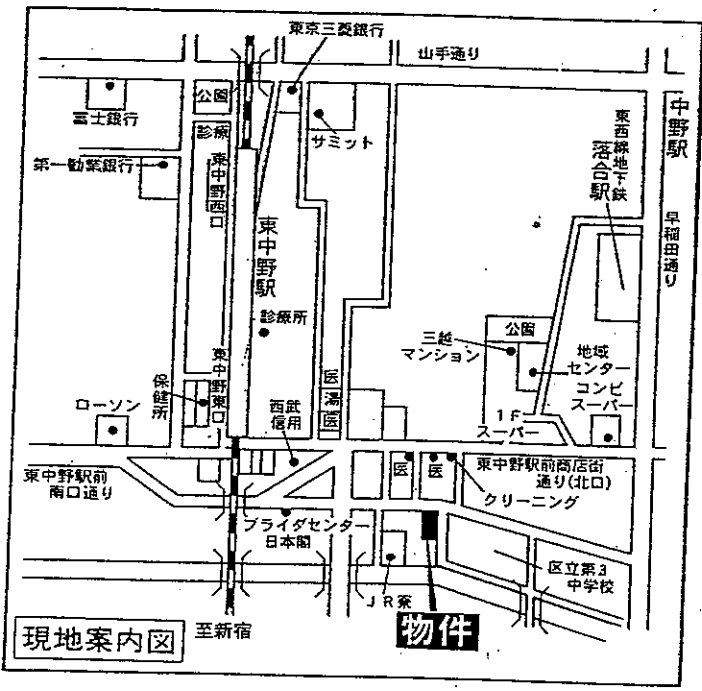 東京三菱銀行
山手通り
富士銀行
公園
診療
サミット
中野駅
東西線地下鉄
落合駅
早稲田通り
第一勧業銀行
東中野西口
東中野駅
診療所
公園
三越
マンション
地域
センター
コンビ
スーパー
1F
スーパー
東中野東口
保健所
ローソン
西武
信用
医
湯
医
東中野駅前
南口通り
医
医
東中野駅前商店街
通り(北口)
クリーニング
ブライダセンター
日本閣
JR寮
区立第3
中学校
物件
現地案内図
至新宿